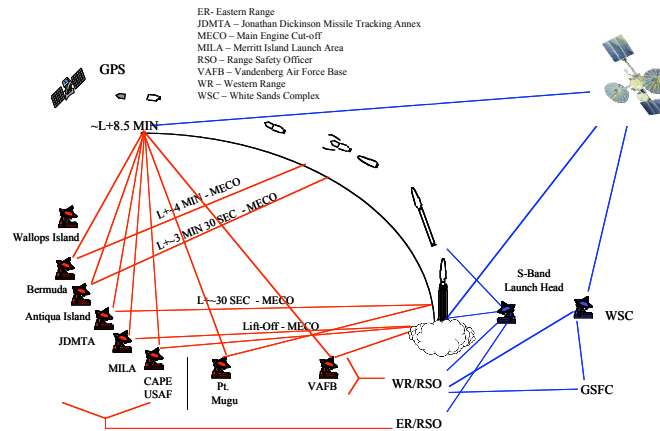 ER- Eastern Range
JDMTA – Jonathan Dickinson Missile Tracking Annex
MECO – Main Engine Cut-off
MILA – Merritt Island Launch Area
RSO – Range Safety Officer
VAFB – Vandenberg Air Force Base
WR – Western Range
WSC – White Sands Complex
GPS
~L+8.5 MIN
L+~4 MIN - MECO
L+~3 MIN 30 SEC - MECO
Wallops Island
Bermuda
Antiqua Island
L+~30 SEC - MECO
S-Band
Launch Head
WSC
JDMTA
Lift-Off - MECO
MILA
CAPE
USAF
Pt.
Mugu
VAFB
WR/RSO
GSFC
ER/RSO